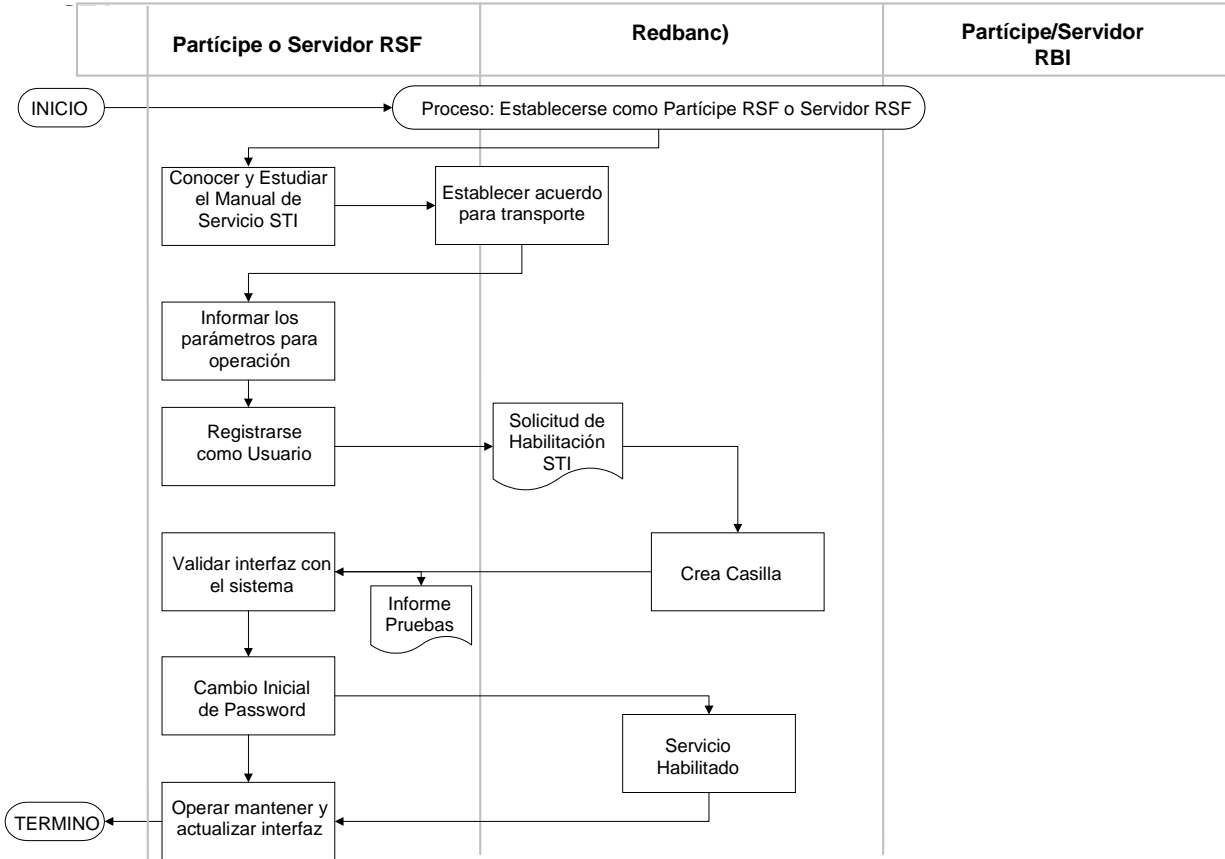 Partícipe o Servidor RSF
Redbanc)
Partícipe/Servidor
RBI
INICIO
Proceso: Establecerse como Partícipe RSF o Servidor RSF
Conocer y Estudiar
el Manual de
Servicio STI
Establecer acuerdo
para transporte
Informar los
parámetros para
operación
Registrarse
como Usuario
Solicitud de
Habilitación
STI
Validar interfaz con
el sistema
Crea Casilla
Informe
Pruebas
Cambio Inicial
de Password
Servicio
Habilitado
Operar mantener y
actualizar interfaz
TERMINO